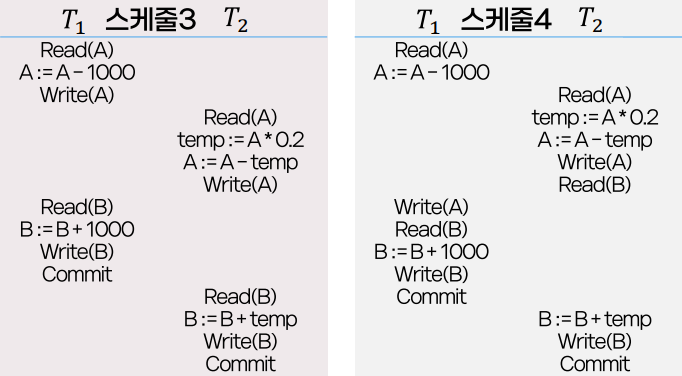 T1 스케줄3 T2
Read(A)
A:=A-1000
Write(A)
Read(A)
temp:=A*0.2
A:=A-temp
Write(A)
Read(B)
B:=B+1000
Write(B)
Commit
Read(B)
B:=B+temp
Write(B)
Commit
T1 스케줄4 T2
Read(A)
A:=A-1000
Read(A)
temp:=A*0.2
A:=A-temp
Write(A)
Read(B)
Write(A)
Read(B)
B:=B+1000
Write(B)
Commit
B:=B+temp
Write(B)
Commit